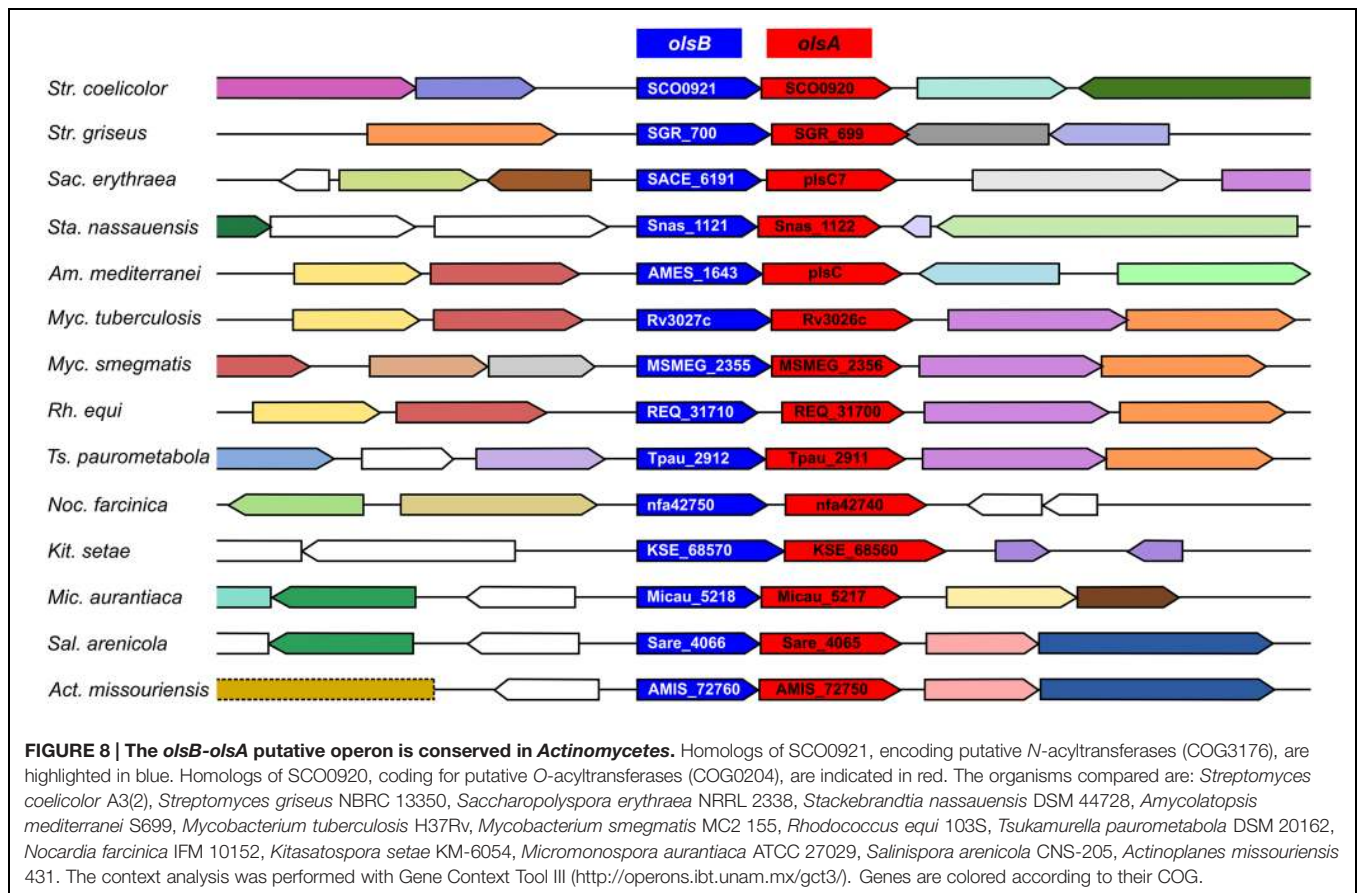 olsB olsA
Str. coelicolor SCO0921 SCO0920
Str. griseus SGR_700 SGR_699
Sac. erythraea SACE_6191 plsC7
Sta. nassauensis Snas_1121 Snas_1122
Am. mediterranei AMES_1643 plsC
Myc. tuberculosis Rv3027c Rv3026c
Myc. smegmatis MSMEG_2355 MSMEG_2356
Rh. equi REQ_31710 REQ_31700
Ts. paurometabola Tpau_2912 Tpau_2911
Noc. farcinica nfa42750 nfa42740
Kit. setae KSE_68570 KSE_68560
Mic. aurantiaca Micau_5218 Micau_5217
Sal. arenicola Sare_4066 Sare_4065
Act. missouriensis AMIS_72760 AMIS_72750
FIGURE 8 | The olsB-olsA putative operon is conserved in Actinomycetes. Homologs of SCO0921, encoding putative N-acyltransferases (COG3176), are
highlighted in blue. Homologs of SCO0920, coding for putative O-acyltransferases (COG0204), are indicated in red. The organisms compared are: Streptomyces
coelicolor A3(2), Streptomyces griseus NBRC 13350, Saccharopolyspora erythraea NRRL 2338, Stackebrandtia nassauensis DSM 44728, Amycolatopsis
mediterranei S699, Mycobacterium tuberculosis H37Rv, Mycobacterium smegmatis MC2 155, Rhodococcus equi 103S, Tsukamurella paurometabola DSM 20162,
Nocardia farcinica IFM 10152, Kitasatospora setae KM-6054, Micromonospora aurantiaca ATCC 27029, Salinispora arenicola CNS-205, Actinoplanes missouriensis
431. The context analysis was performed with Gene Context Tool III (http://operons.ibt.unam.mx/gct3/). Genes are colored according to their COG.